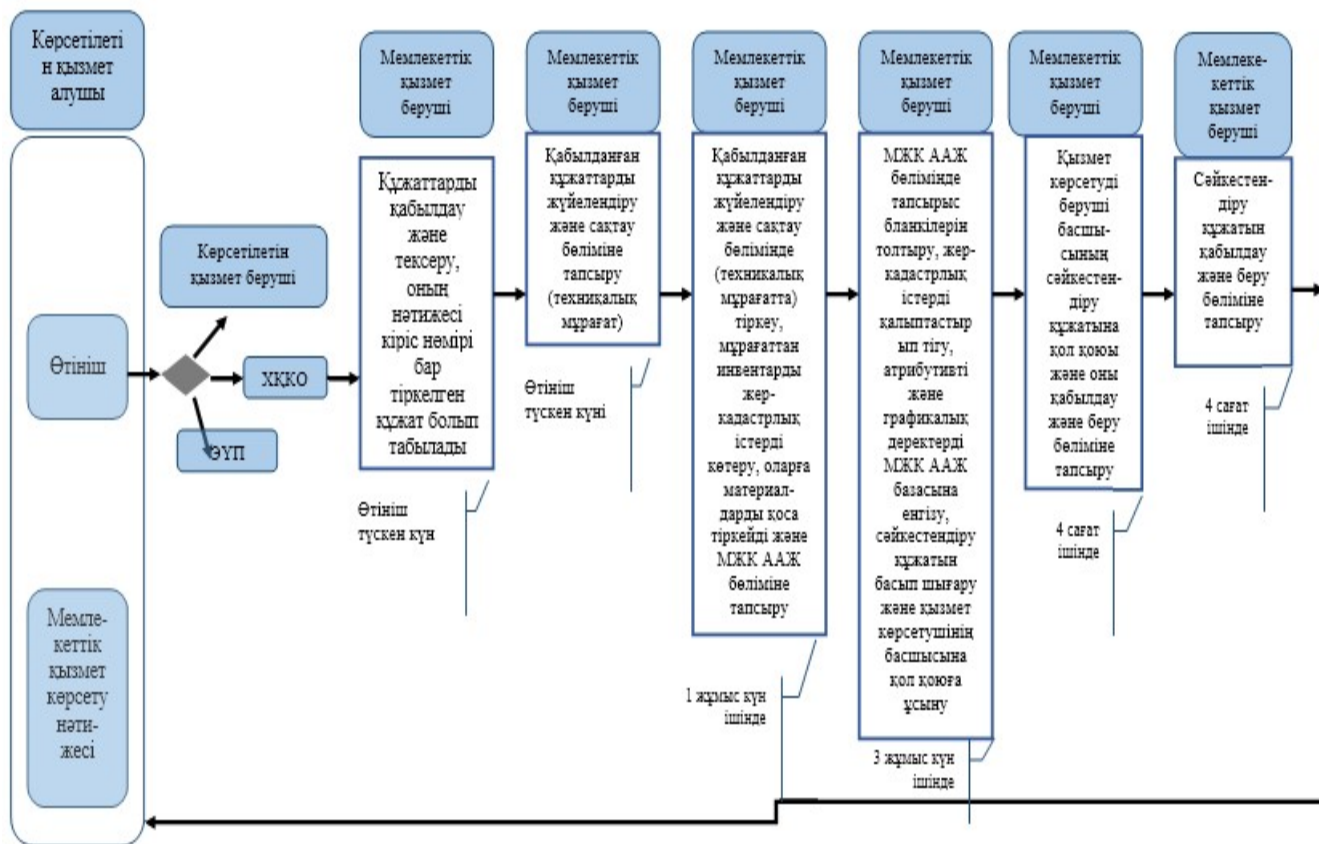 Көрсетілеті
н қызмет
алушы
Өтініш
Мемле-
кеттік
қызмет
көрсету
нәти-
жесі
Көрсетілетін
қызмет беруші
ХҚКО
ЭҮП
Мемлекеттік
қызмет
беруші
Құжаттарды
қабылдау
және
тексеру,
оның
нәтижесі
кіріс нөмірі
бар
тіркелген
құжат болып
табылады
Өтініш
түскен күн
Мемлекеттік
қызмет
беруші
Қабылданған
құжаттарды
жүйелендіру
және сақтау
бөліміне
тапсыру
(техниқалық
мұрағат)
Өтініш
түскен күні
Мемлекеттік
қызмет
беруші
Қабылданған
құжаттарды
жүйелендіру
және сақтау
бөлімінде
(техникалық
мұрағатта)
тіркеу,
мұрағаттан
инвентарды
жер-
кадастрлық
істерді
көтеру, оларға
материал-
дарды қоса
тіркейді және
МЖК ААЖ
бөліміне
тапсыру
1 жұмыс күн
ішінде
Мемлекеттік
қызмет
беруші
МЖК ААЖ
бөлімінде
тапсырыс
бланкілерін
толтыру, жер-
кадастрлық
істерді
қалыптастыр
ып тігу,
атрибутивті
және
графикалық
деректерді
МЖК ААЖ
базасына
енгізу,
сәйкестендіру
құжатын
басып шығару
және қызмет
көрсетушінің
басшысына
қол қоюға
ұсыну
3 жұмыс күн
ішінде
Мемлекеттік
қызмет
беруші
Қызмет
көрсетуді
беруші
басшы-
сының
сәйкестен-
діру
құжатына
қол қоюы
және оны
қабылдау
және беру
бөліміне
тапсыру
4 сағат
ішінде
Мемлеке-
кеттік
қызмет
беруші
Сәйкестен-
діру
құжатын
қабылдау
және беру
бөліміне
тапсыру
4 сағат
ішінде